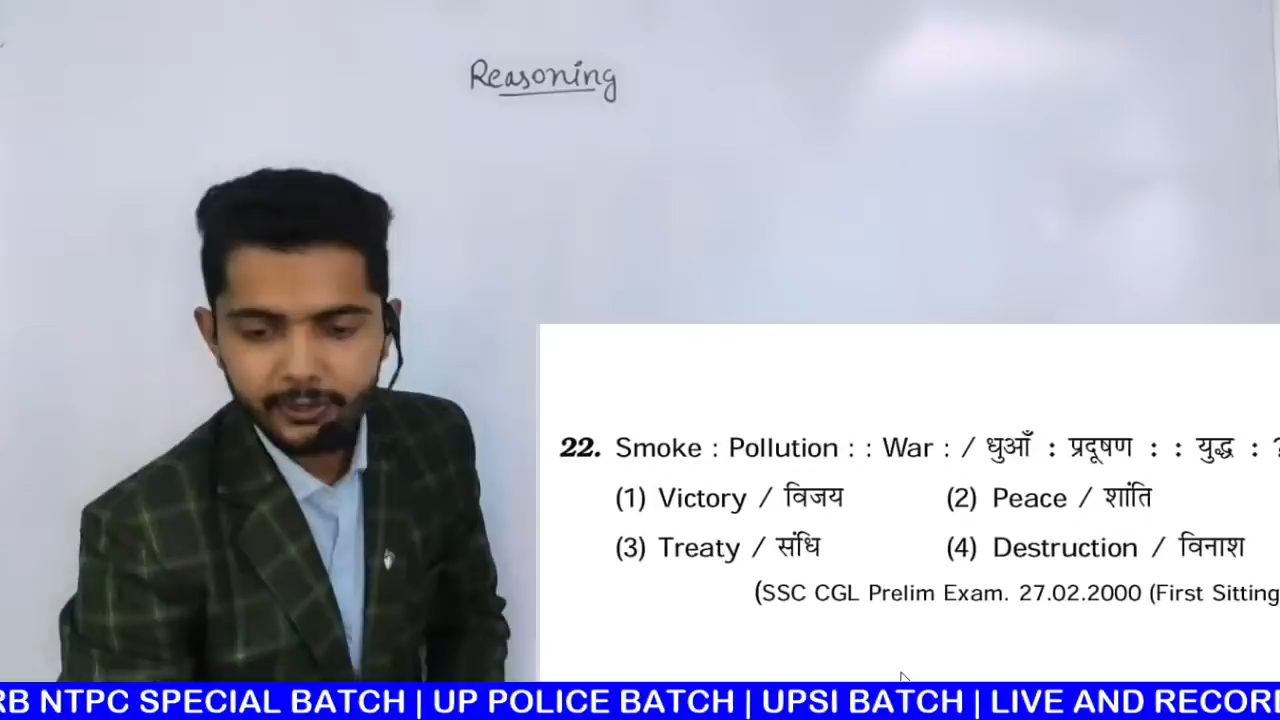 Reasoning
22. Smoke : Pollution : : War : / धुआँ : प्रदूषण : : युद्ध : ?
(1) Victory / विजय (2) Peace / शांति
(3) Treaty / संधि (4) Destruction / विनाश
(SSC CGL Prelim Exam. 27.02.2000 (First Sitting
RB NTPC SPECIAL BATCH | UP POLICE BATCH | UPSI BATCH | LIVE AND RECOR